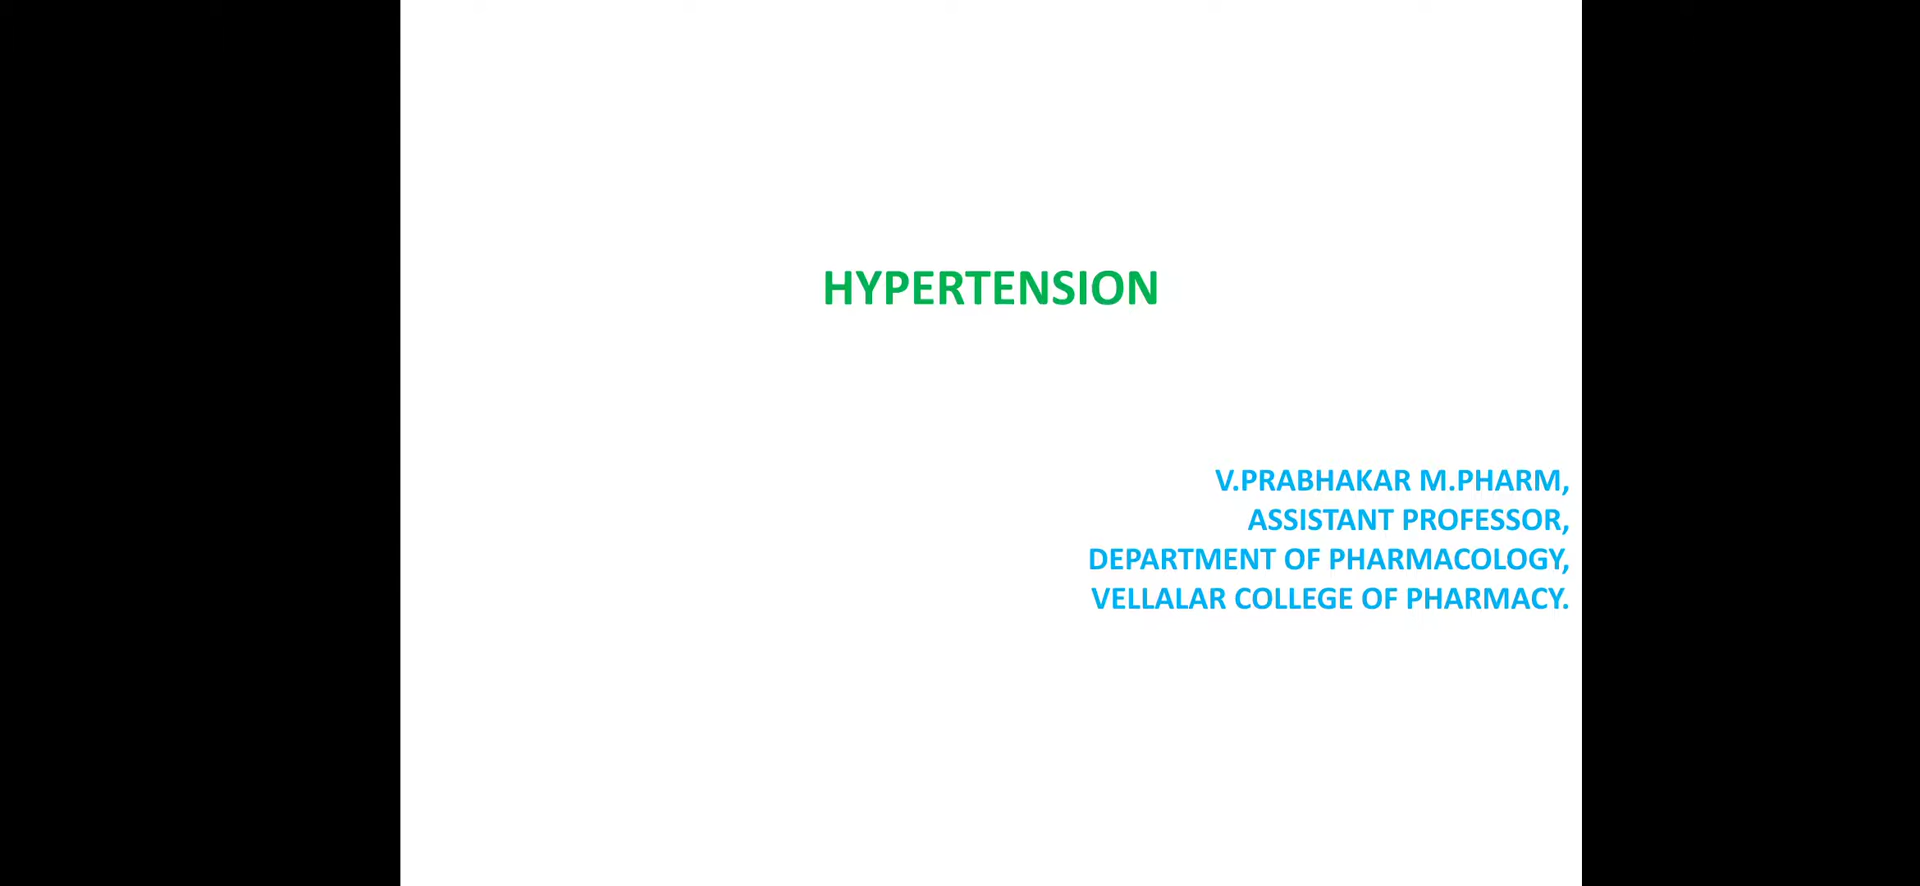 HYPERTENSION
V.PRABHAKAR M.PHARM,
ASSISTANT PROFESSOR,
DEPARTMENT OF PHARMACOLOGY,
VELLALAR COLLEGE OF PHARMACY.